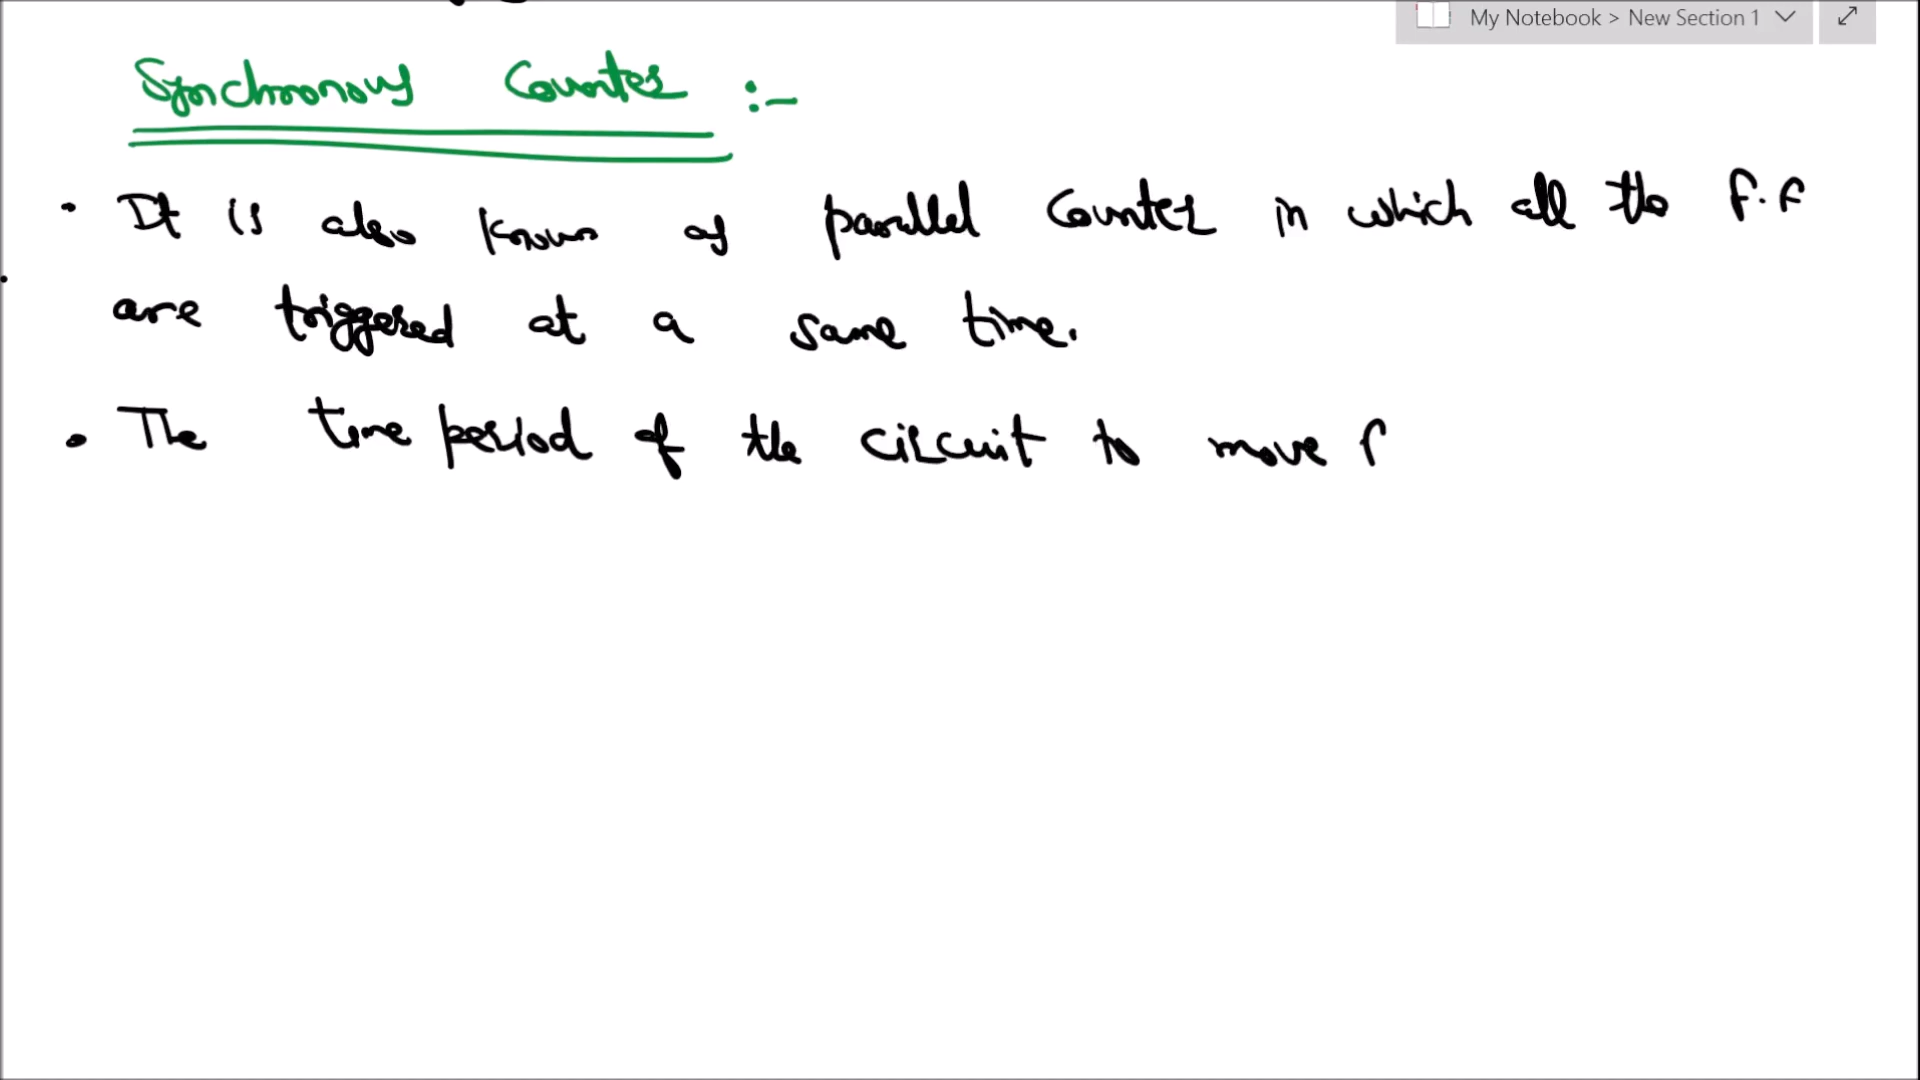 My Notebook > New Section 1
Synchronous Counter :-
• It is also known as parallel Counter in which all the F.F
are triggered at a same time.
• The time period of the circuit to move f